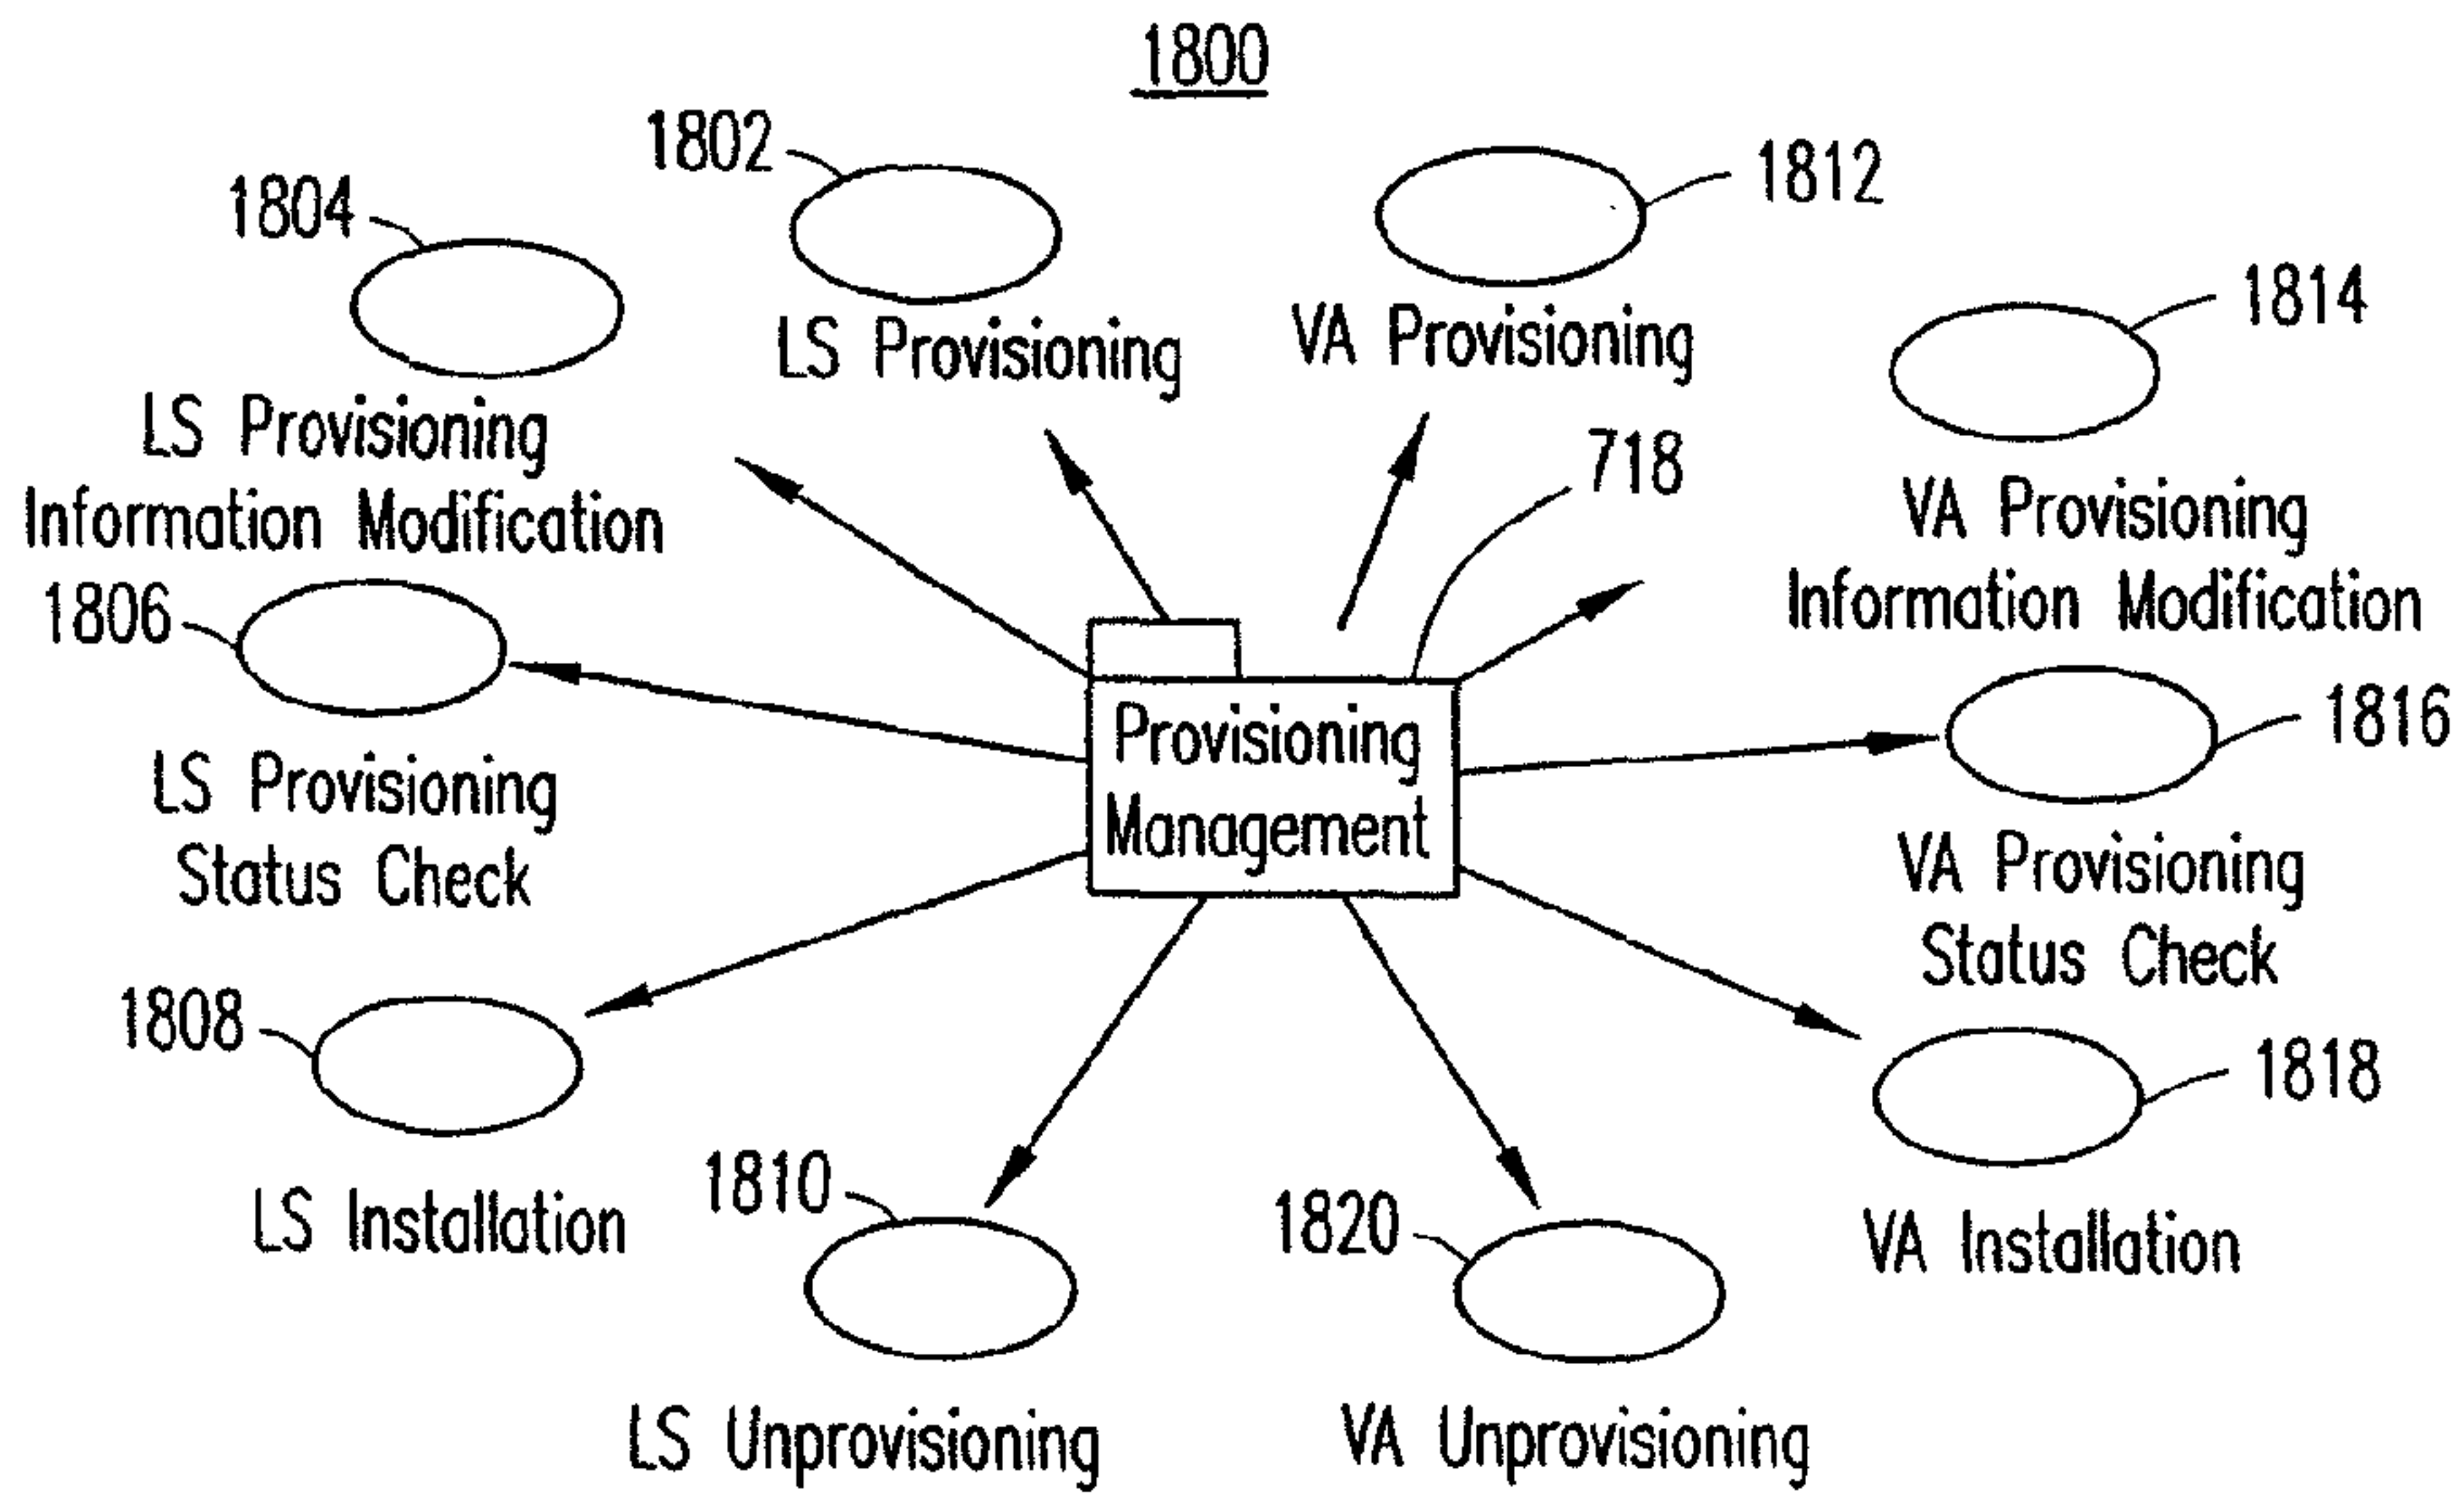 1800
1802
1812
1804
1814
LS Provisioning
VA Provisioning
LS Provisioning
Information Modification
718
VA Provisioning
Information Modification
1806
1816
Provisioning
Management
LS Provisioning
Status Check
VA Provisioning
Status Check
1808
1818
LS Installation
1810
1820
VA Installation
LS Unprovisioning
VA Unprovisioning